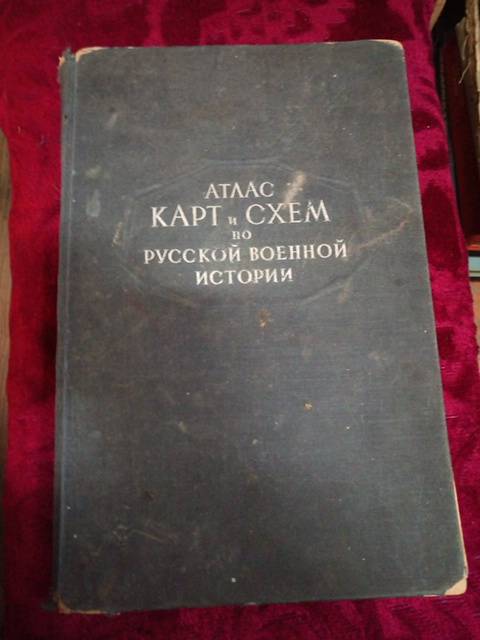 АТЛАС
КАРТ и СХЕМ
ПО
РУССКОЙ ВОЕННОЙ
ИСТОРИИ